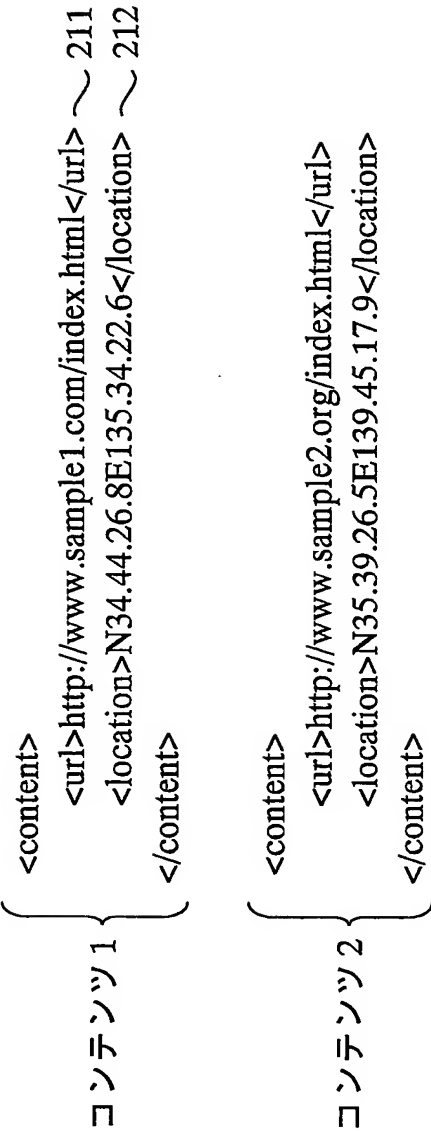 コンテンツ1
<content>
<url>http://www.sample1.com/index.html</url> 211
<location>N34.44.26.8E135.34.22.6</location> 212
</content>
コンテンツ2
<content>
<url>http://www.sample2.org/index.html</url>
<location>N35.39.26.5E139.45.17.9</location>
</content>